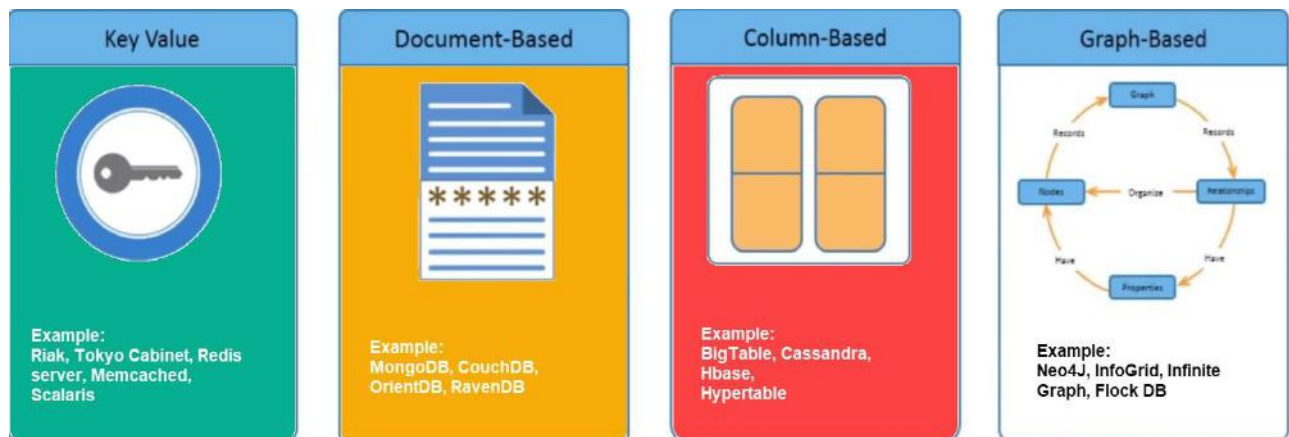 Key Value
Example:
Riak, Tokyo Cabinet, Redis
server, Memcached,
Scalaris
Document-Based
*****
Example:
MongoDB, CouchDB,
OrientDB, RavenDB
Column-Based
Example:
BigTable, Cassandra,
Hbase,
Hypertable
Graph-Based
Graph
Records
Records
Nodes
Organize
Relationships
Have
Have
Properties
Example:
Neo4J, InfoGrid, Infinite
Graph, Flock DB